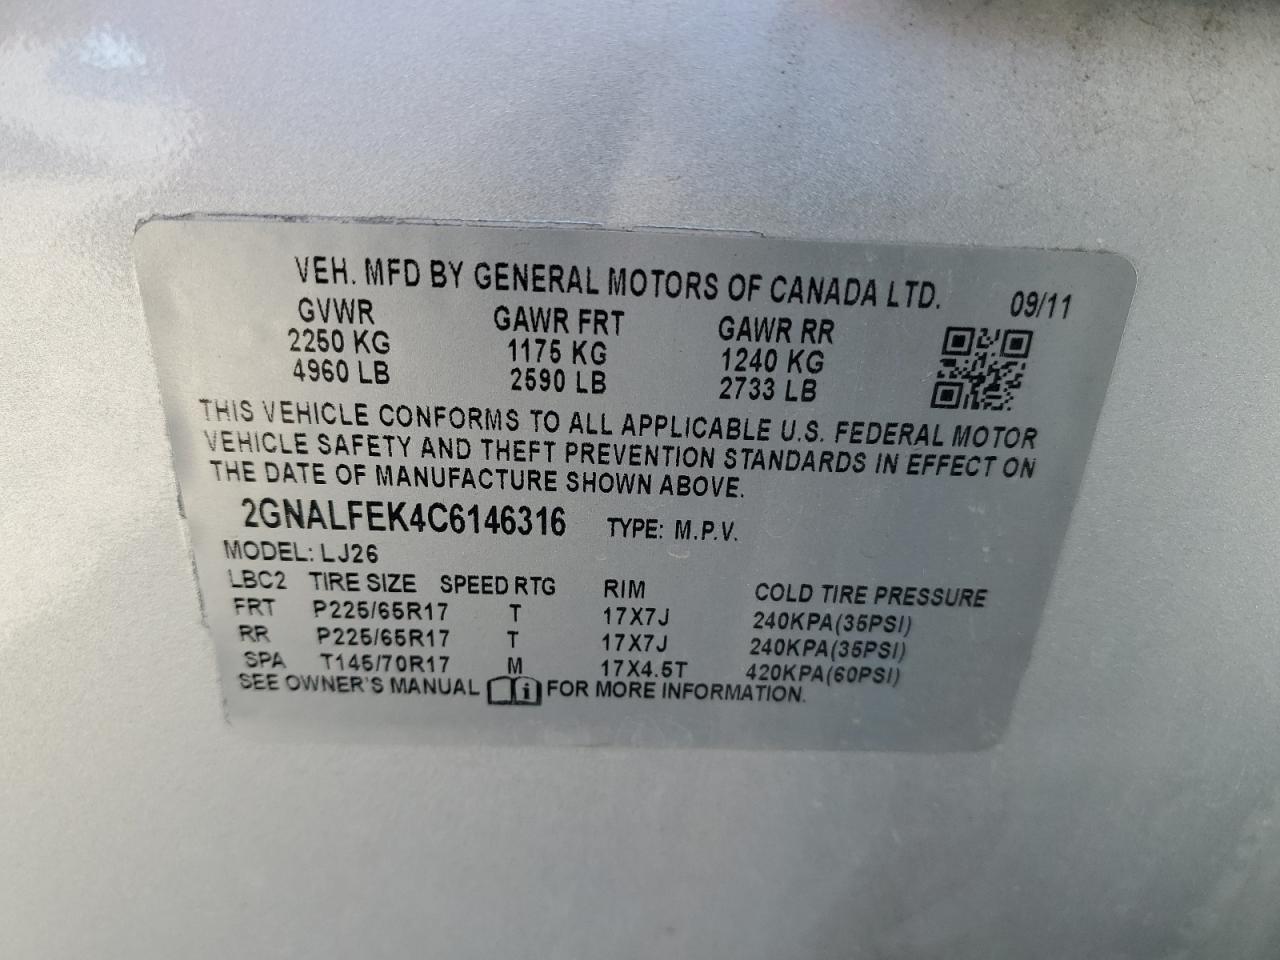 VEH. MFD BY GENERAL MOTORS OF CANADA LTD. 09/11
GVWR GAWR FRT GAWR RR
2250 KG 1175 KG 1240 KG
4960 LB 2590 LB 2733 LB
THIS VEHICLE CONFORMS TO ALL APPLICABLE U.S. FEDERAL MOTOR
VEHICLE SAFETY AND THEFT PREVENTION STANDARDS IN EFFECT ON
THE DATE OF MANUFACTURE SHOWN ABOVE.
2GNALFEK4C6146316 TYPE: M.P.V.
MODEL: LJ26
LBC2 TIRE SIZE SPEED RTG RIM COLD TIRE PRESSURE
FRT P225/65R17 T 17X7J 240KPA(35PSI)
RR P225/65R17 T 17X7J 240KPA(35PSI)
SPA T145/70R17 M 17X4.5T 420KPA(60PSI)
SEE OWNER'S MANUAL i FOR MORE INFORMATION.